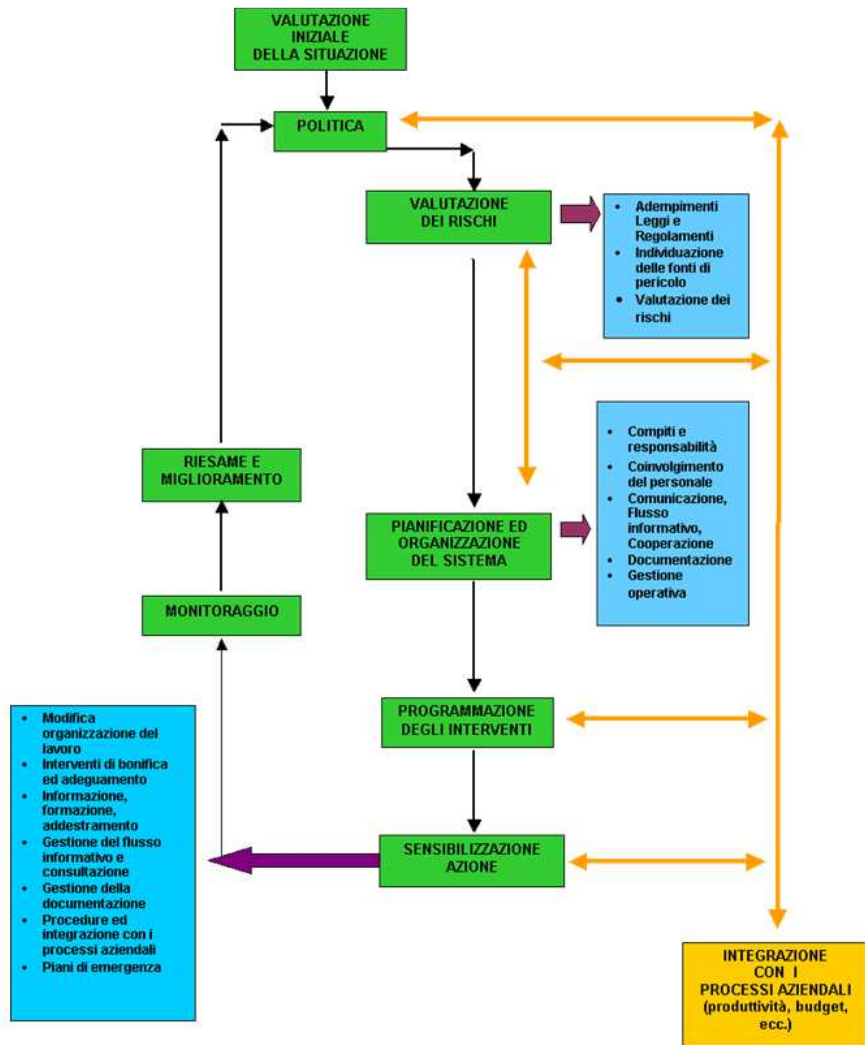 VALUTAZIONE
INIZIALE
DELLA SITUAZIONE
POLITICA
VALUTAZIONE
DEI RISCHI
• Adempimenti
Leggi e
Regolamenti
• Individuazione
delle fonti di
pericolo
• Valutazione dei
rischi
• Compiti e
responsabilità
• Coinvolgimento
del personale
• Comunicazione,
Flusso
informativo,
Cooperazione
• Documentazione
• Gestione
operativa
RIESAME E
MIGLIORAMENTO
PIANIFICAZIONE ED
ORGANIZZAZIONE
DEL SISTEMA
MONITORAGGIO
PROGRAMMAZIONE
DEGLI INTERVENTI
• Modifica
organizzazione del
lavoro
• Interventi di bonifica
ed adeguamento
• Informazione,
formazione,
addestramento
• Gestione del flusso
informativo e
consultazione
• Gestione della
documentazione
• Procedure ed
integrazione con i
processi aziendali
• Piani di emergenza
SENSIBILIZZAZIONE
AZIONE
INTEGRAZIONE
CON I
PROCESSI AZIENDALI
(produttività, budget,
ecc.)